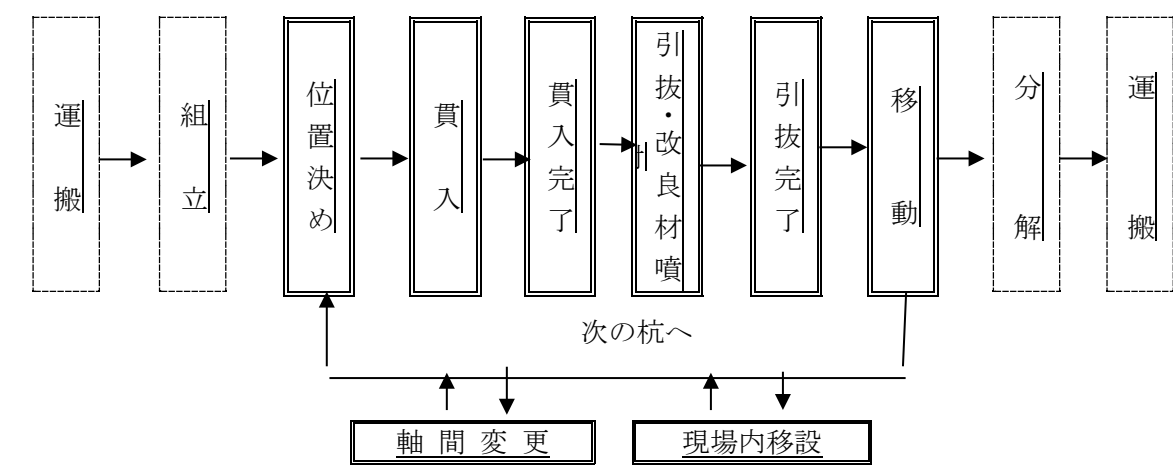 運搬
組立
位置決め
貫入
貫入完了
引抜・改良材噴
引抜完了
移動
分解
運搬
次の杭へ
軸間変更
現場内移設